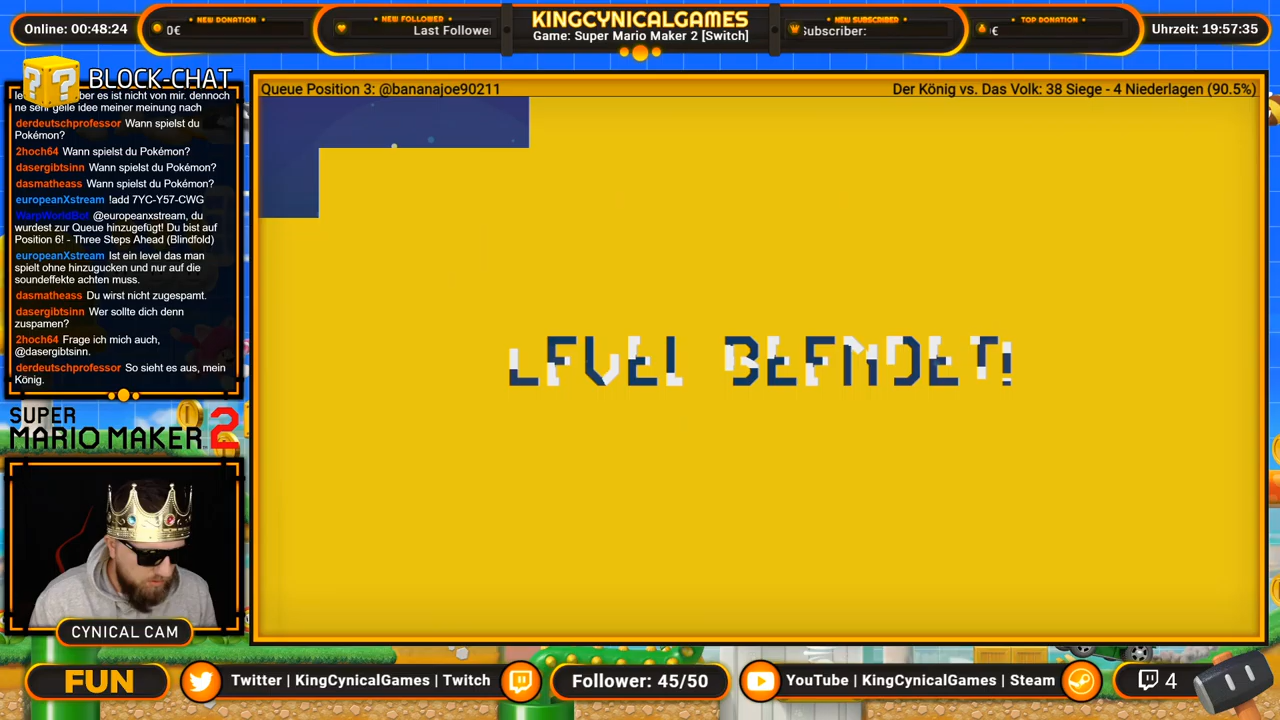 Online: 00:48:24
NEW DONATION
0€
NEW FOLLOWER
Last Follower
KINGCYNICALGAMES
Game: Super Mario Maker 2 [Switch]
NEW SUBSCRIBER
Subscriber:
TOP DONATION
€
Uhrzeit: 19:57:35
BLOCK-CHAT
ne sehr geile idee meiner meinung nach
derdeutschprofessor Wann spielst du
Pokémon?
2hoch64 Wann spielst du Pokémon?
dasergibtsinn Wann spielst du Pokémon?
dasmatheass Wann spielst du Pokémon?
europeanXstream !add 7YC-Y57-CWG
WarpWorldBot @europeanxstream, du
wurdest zur Queue hinzugefügt! Du bist auf
Position 6! - Three Steps Ahead (Blindfold)
europeanXstream Ist ein level das man
spielt ohne hinzugucken und nur auf die
soundeffekte achten muss.
dasmatheass Du wirst nicht zugespamt.
dasergibtsinn Wer sollte dich denn
zuspamen?
2hoch64 Frage ich mich auch,
@dasergibtsinn.
derdeutschprofessor So sieht es aus, mein
König.
Queue Position 3: @bananajoe90211
Der König vs. Das Volk: 38 Siege - 4 Niederlagen (90.5%)
LEVEL BEENDET!
SUPER
MARIO MAKER 2
CYNICAL CAM
FUN
Twitter | KingCynicalGames | Twitch
Follower: 45/50
YouTube | KingCynicalGames | Steam
4